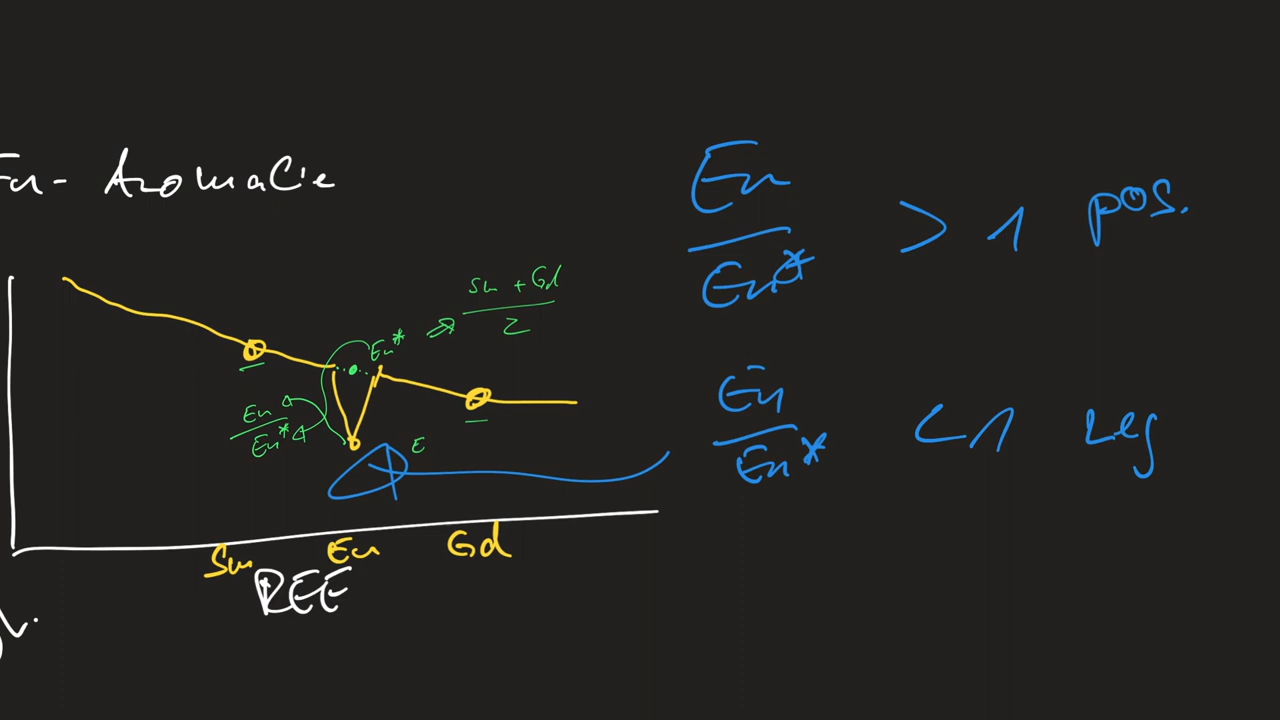 Eu- Anomalie
Eu
Eu*
> 1 pos.
Sm + Gd
2
Eu*
Eu
Eu*
E
Eu
Eu*
< 1 neg
Sm Eu Gd
REE